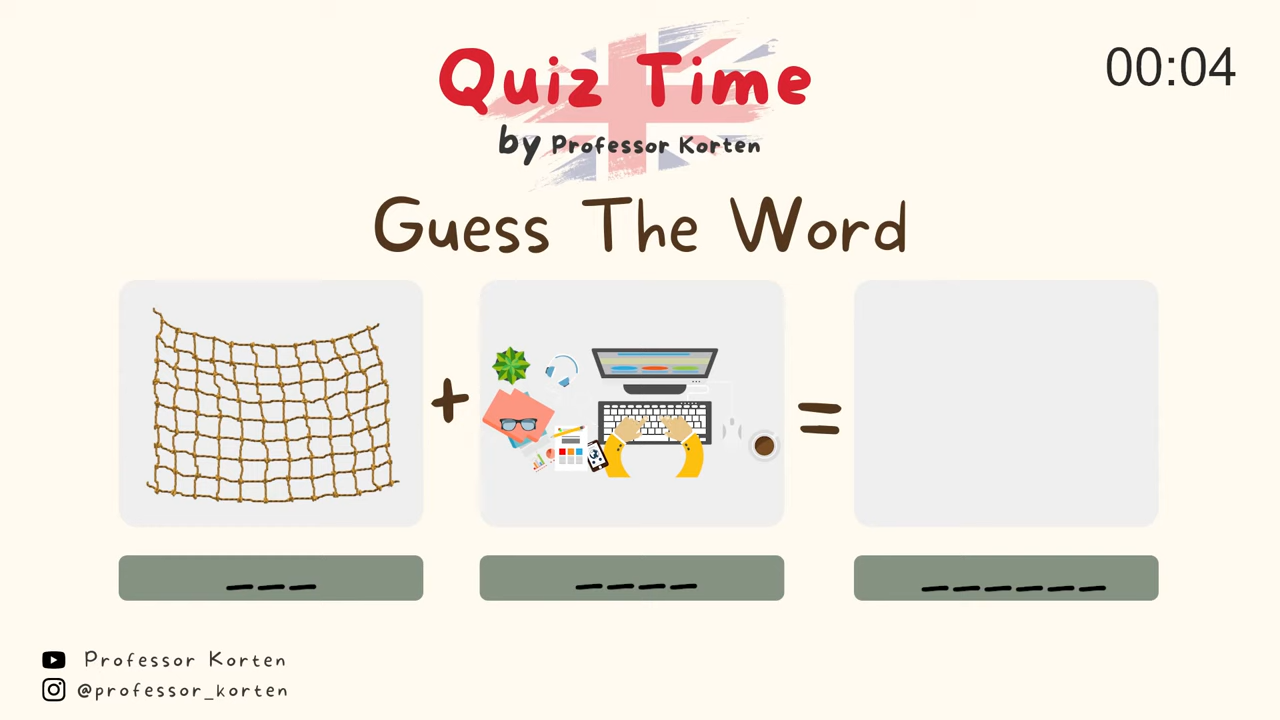 Quiz Time
00:04
by Professor Korten
Guess The Word
+ =
_ _ _ _ _ _ _ _ _ _ _ _ _
Professor Korten
@professor_korten